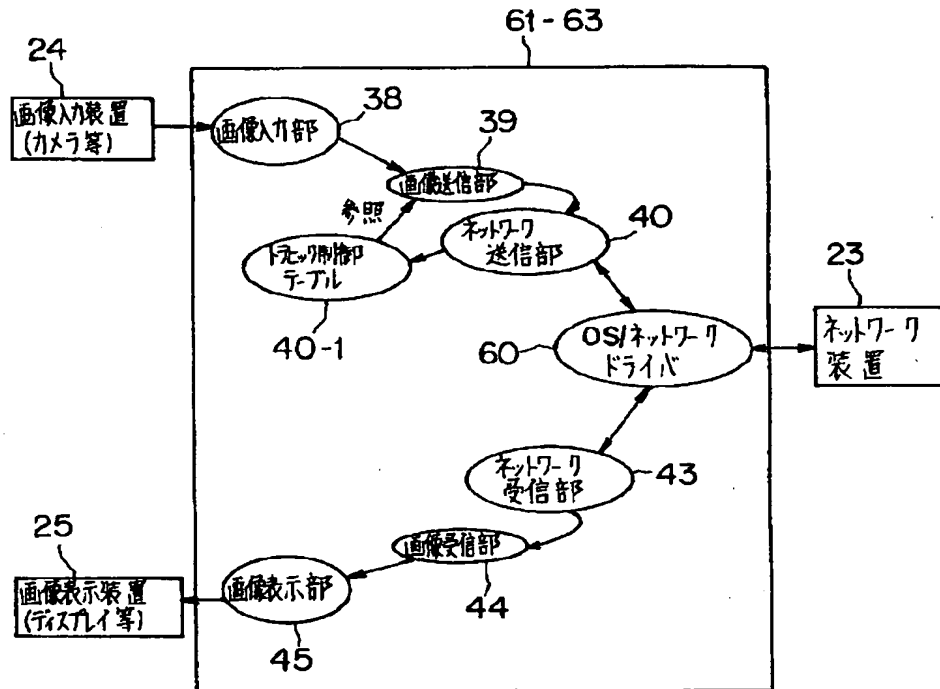 61-63
24
画像入力装置
(カメラ等)
38
画像入力部
39
画像送信部
参照
ネットワーク
送信部
40
トラヒック制御部
テーブル
40-1
23
ネットワーク
装置
OS/ネットワーク
ドライバ
60
ネットワーク
受信部
43
25
画像受信部
44
画像表示装置
(ディスプレイ等)
画像表示部
45